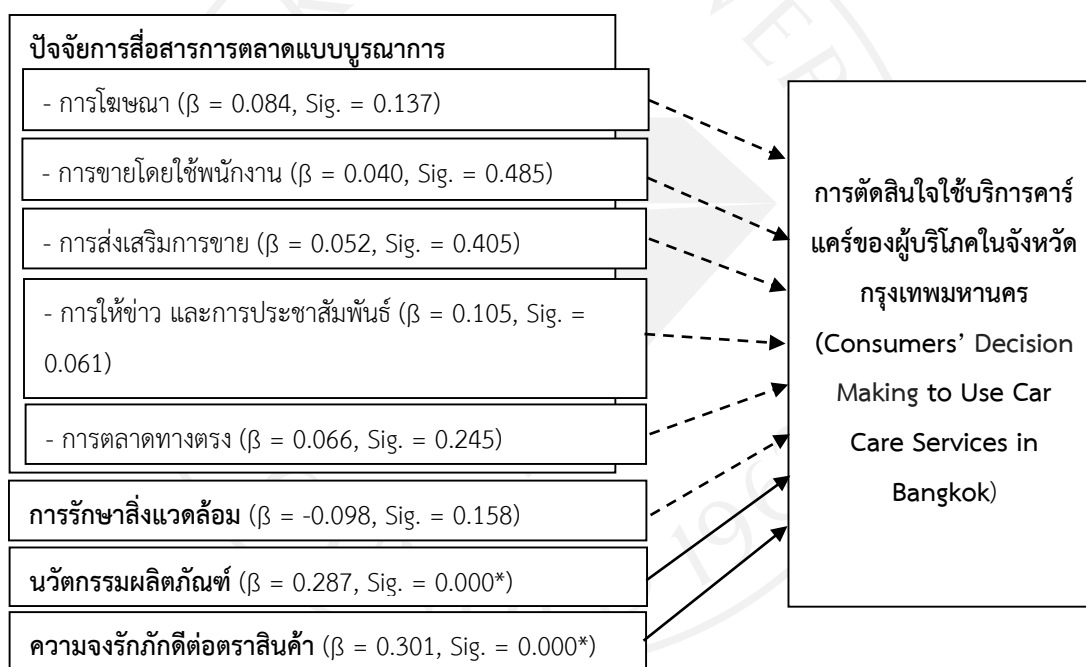 ปัจจัยการสื่อสารการตลาดแบบบูรณาการ
- การโฆษณา (β = 0.084, Sig. = 0.137)
- การขายโดยใช้พนักงาน (β = 0.040, Sig. = 0.485)
- การส่งเสริมการขาย (β = 0.052, Sig. = 0.405)
- การให้ข่าว และการประชาสัมพันธ์ (β = 0.105, Sig. =
0.061)
- การตลาดทางตรง (β = 0.066, Sig. = 0.245)
การรักษาสิ่งแวดล้อม (β = -0.098, Sig. = 0.158)
นวัตกรรมผลิตภัณฑ์ (β = 0.287, Sig. = 0.000*)
ความจงรักภักดีต่อตราสินค้า (β = 0.301, Sig. = 0.000*)
การตัดสินใจใช้บริการคาร์
แคร์ของผู้บริโภคในจังหวัด
กรุงเทพมหานคร
(Consumers’ Decision
Making to Use Car
Care Services in
Bangkok)